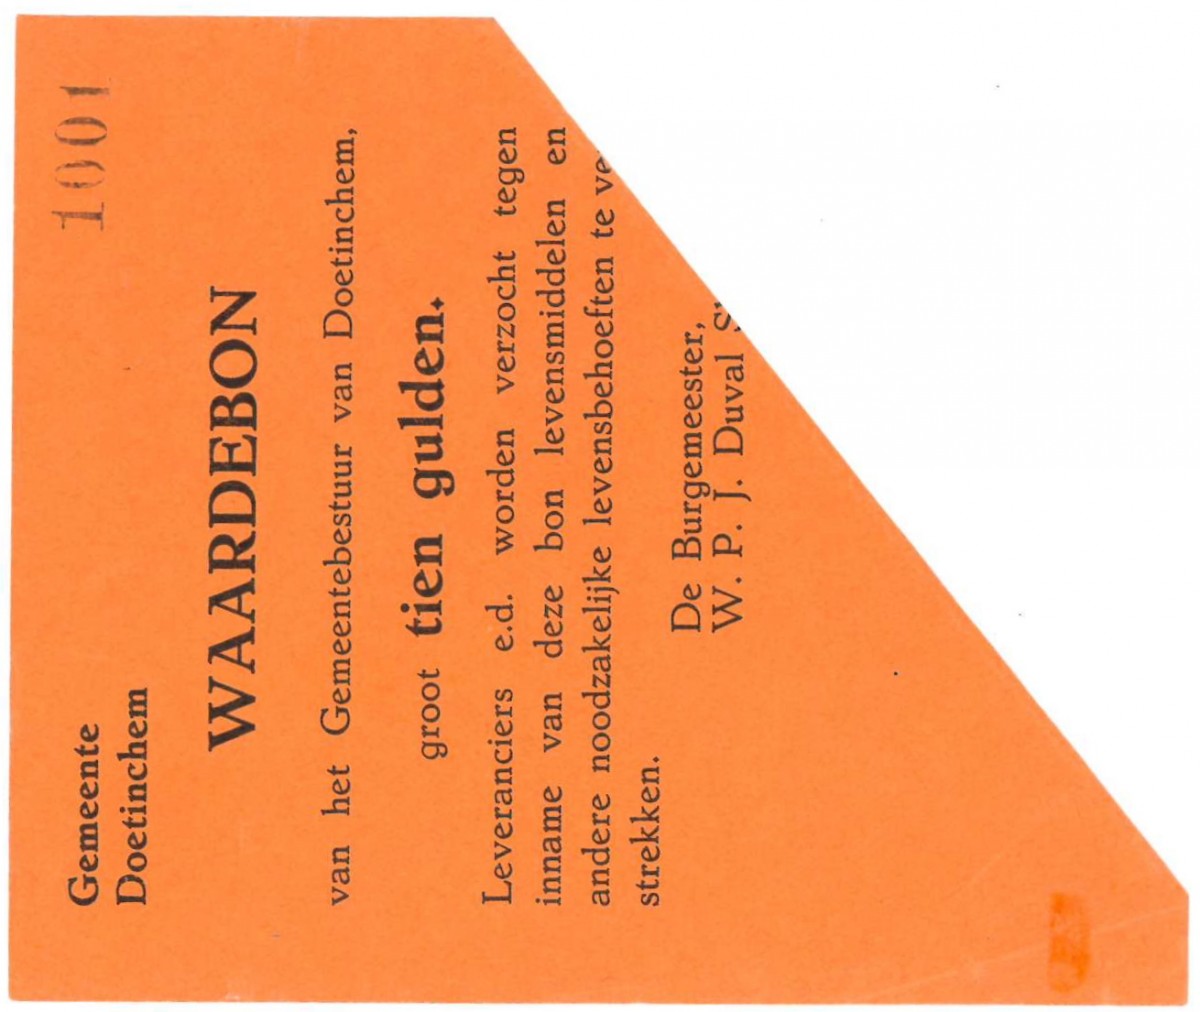 1001
Gemeente
Doetinchem
WAARDEBON
van het Gemeentebestuur van Doetinchem,
groot tien gulden.
Leveranciers e.d. worden verzocht tegen
inname van deze bon levensmiddelen en
andere noodzakelijke levensbehoeften te ve
strekken.
De Burgemeester,
W. P. J. Duval